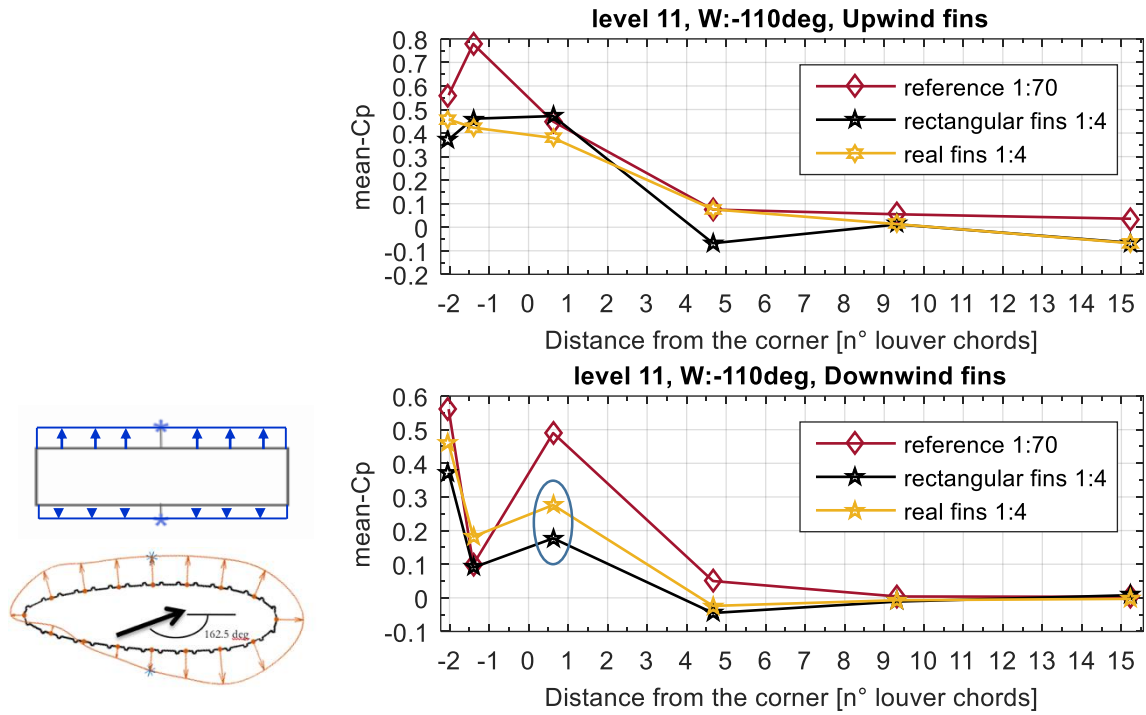 level 11, W:-110deg, Upwind fins
0.8
0.7
0.6
0.5
0.4
0.3
0.2
0.1
0
-0.1
-0.2
mean-Cp
reference 1:70
rectangular fins 1:4
real fins 1:4
-2 -1 0 1 2 3 4 5 6 7 8 9 10 11 12 13 14 15
Distance from the corner [n° louver chords]
level 11, W:-110deg, Downwind fins
0.6
0.5
0.4
0.3
0.2
0.1
0
-0.1
mean-Cp
reference 1:70
rectangular fins 1:4
real fins 1:4
-2 -1 0 1 2 3 4 5 6 7 8 9 10 11 12 13 14 15
Distance from the corner [n° louver chords]
162.5 deg